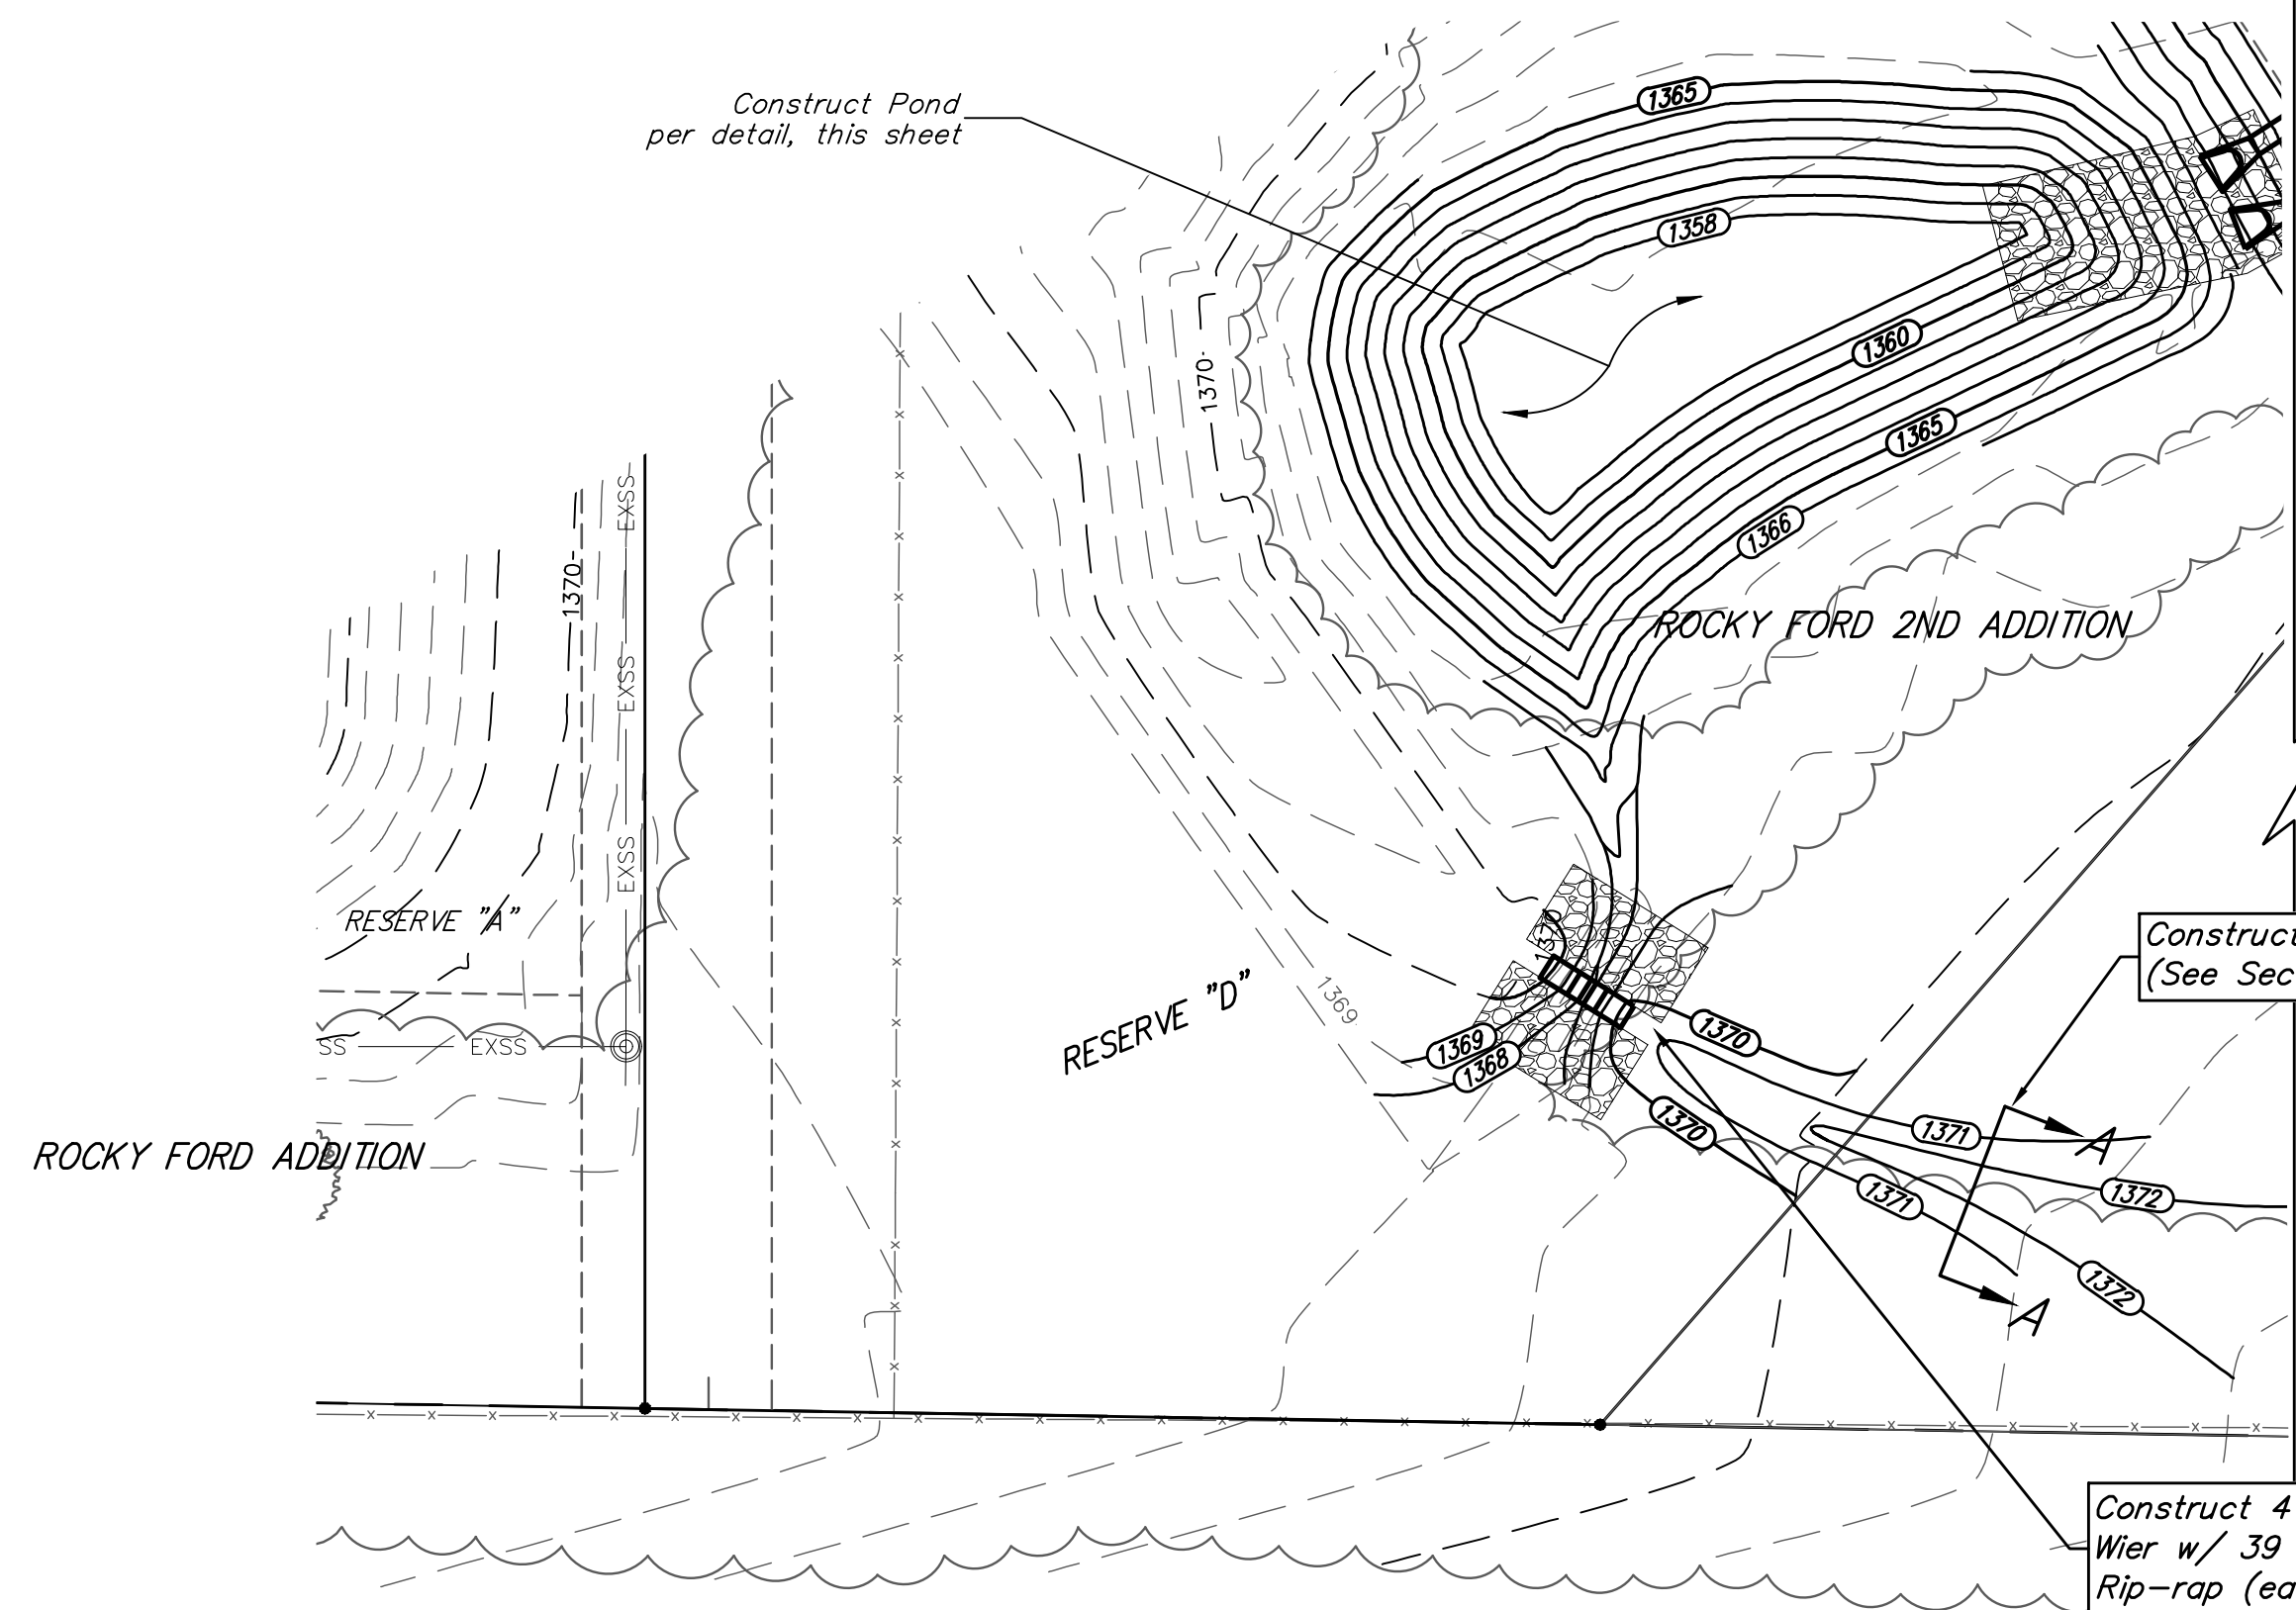 Construct Pond
per detail, this sheet
1365
1358
1360
1365
1366
1370
1370
EXSS
EXSS
EXSS
ROCKY FORD 2ND ADDITION
RESERVE "A"
SS
EXSS
RESERVE "D"
1369
1370
1369
1368
1370
1370
Construct
(See Sec
1371
A
1372
1371
1372
A
ROCKY FORD ADDITION
Construct 4
Wier w/ 39
Rip-rap (ea